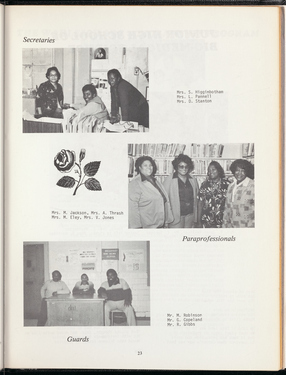 Secretaries
Mrs. S. Higginbotham
Mrs. L. Pannell
Mrs. G. Stanton
Mrs. M. Jackson, Mrs. A. Thrash
Mrs. M. Eley, Mrs. V. Jones
Paraprofessionals
Mr. M. Robinson
Mr. G. Copeland
Mr. R. Gibbs
Guards
23